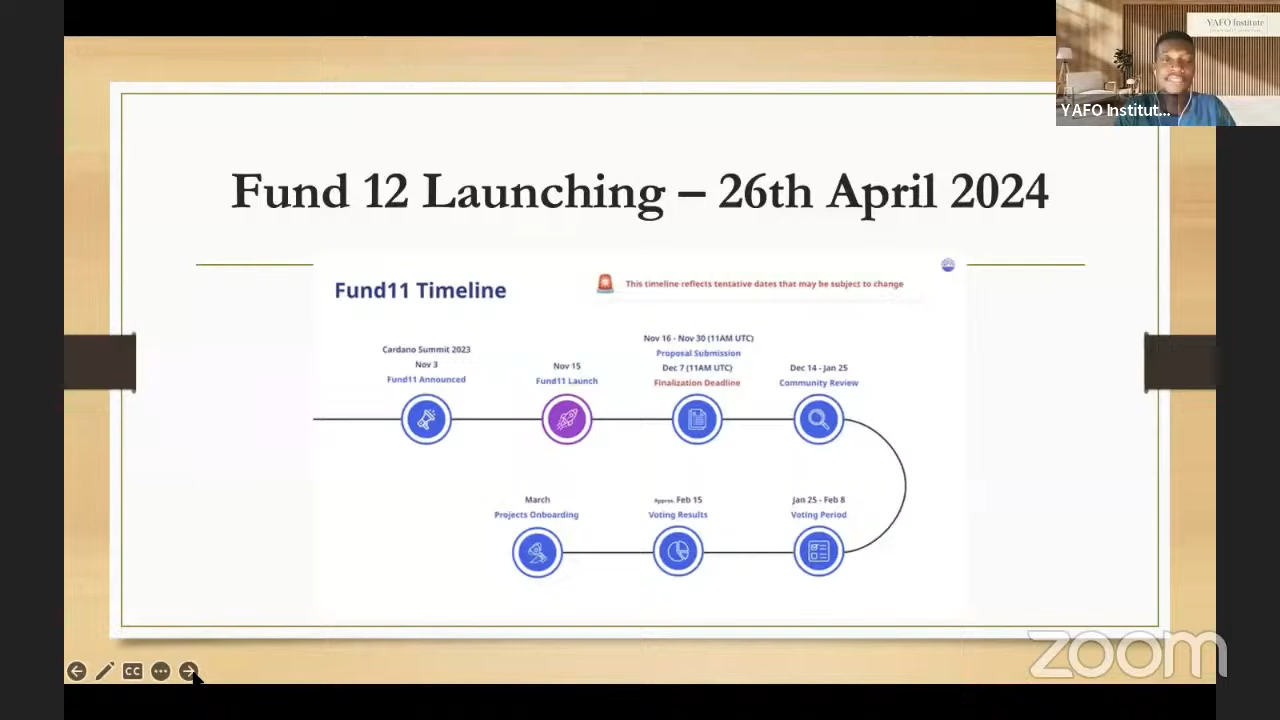 YAFO Institute
YAFO Institut...
Fund 12 Launching – 26th April 2024
Fund11 Timeline
This timeline reflects tentative dates that may be subject to change
Cardano Summit 2023
Nov 3
Fund11 Announced
Nov 15
Fund11 Launch
Nov 16 - Nov 30 (11AM UTC)
Proposal Submission
Dec 7 (11AM UTC)
Finalization Deadline
Dec 14 - Jan 25
Community Review
March
Projects Onboarding
Approx. Feb 15
Voting Results
Jan 25 - Feb 8
Voting Period
CC
zoom